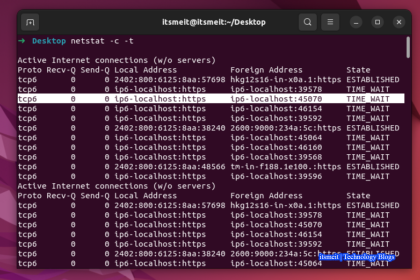 itsmeit@itsmeit:~/Desktop
→ Desktop netstat -c -t
Active Internet connections (w/o servers)
Proto Recv-Q Send-Q Local Address Foreign Address State
tcp6 0 0 2402:800:6125:8aa:57698 hkg12s16-in-x0a.1:https ESTABLISHED
tcp6 0 0 ip6-localhost:https ip6-localhost:39578 TIME_WAIT
tcp6 0 0 ip6-localhost:https ip6-localhost:45070 TIME_WAIT
tcp6 0 0 ip6-localhost:https ip6-localhost:46154 TIME_WAIT
tcp6 0 0 ip6-localhost:https ip6-localhost:39592 TIME_WAIT
tcp6 0 0 2402:800:6125:8aa:38240 2600:9000:234a:5c:https ESTABLISHED
tcp6 0 0 ip6-localhost:https ip6-localhost:45064 TIME_WAIT
tcp6 0 0 ip6-localhost:https ip6-localhost:46160 TIME_WAIT
tcp6 0 0 ip6-localhost:https ip6-localhost:39568 TIME_WAIT
tcp6 0 0 2402:800:6125:8aa:48566 tm-in-f188.1e100.:https ESTABLISHED
tcp6 0 0 ip6-localhost:https ip6-localhost:39596 TIME_WAIT
Active Internet connections (w/o servers)
Proto Recv-Q Send-Q Local Address Foreign Address State
tcp6 0 0 2402:800:6125:8aa:57698 hkg12s16-in-x0a.1:https ESTABLISHED
tcp6 0 0 ip6-localhost:https ip6-localhost:39578 TIME_WAIT
tcp6 0 0 ip6-localhost:https ip6-localhost:45070 TIME_WAIT
tcp6 0 0 ip6-localhost:https ip6-localhost:46154 TIME_WAIT
tcp6 0 0 ip6-localhost:https ip6-localhost:39592 TIME_WAIT
tcp6 0 0 2402:800:6125:8aa:38240 2600:9000:234a:5c:https ESTABLISHED
tcp6 0 0 ip6-localhost:https ip6-localhost:45064 TIME_WAIT
itsmeit | Technology Blogs